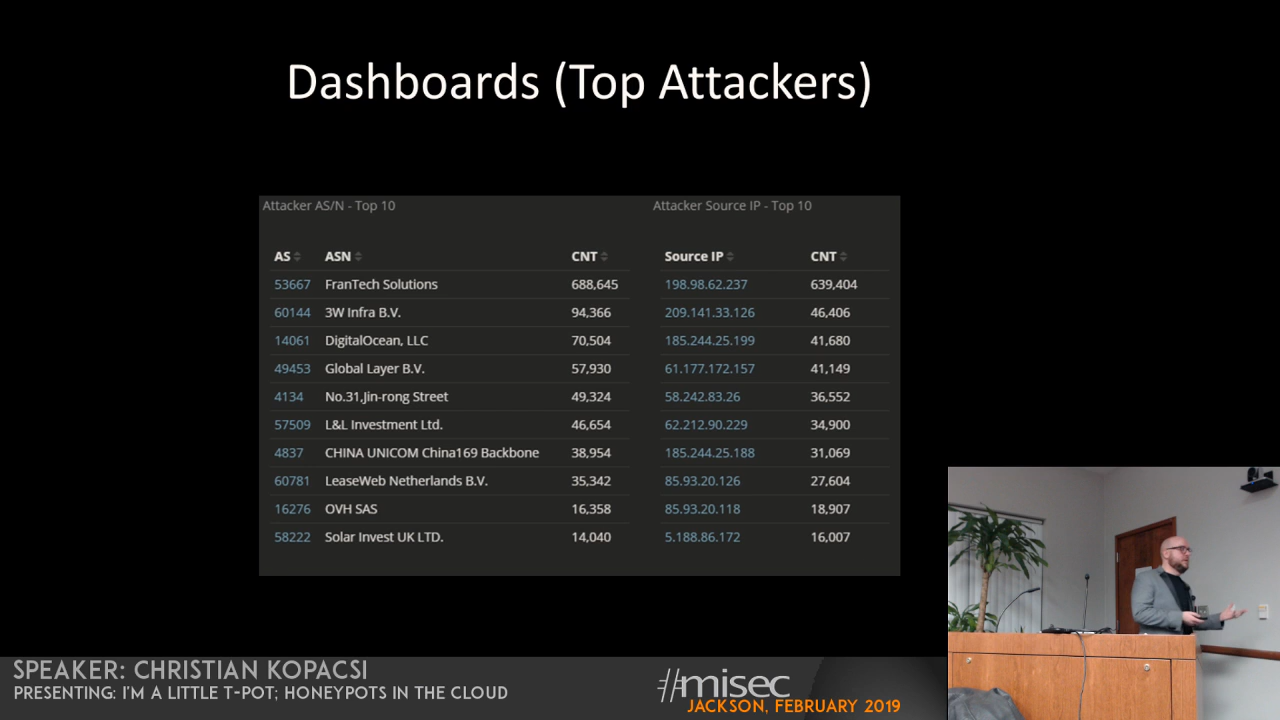 Dashboards (Top Attackers)
Attacker AS/N - Top 10
AS ASN CNT
53667 FranTech Solutions 688,645
60144 3W Infra B.V. 94,366
14061 DigitalOcean, LLC 70,504
49453 Global Layer B.V. 57,930
4134 No.31,Jin-rong Street 49,324
57509 L&L Investment Ltd. 46,654
4837 CHINA UNICOM China169 Backbone 38,954
60781 LeaseWeb Netherlands B.V. 35,342
16276 OVH SAS 16,358
58222 Solar Invest UK LTD. 14,040
Attacker Source IP - Top 10
Source IP CNT
198.98.62.237 639,404
209.141.33.126 46,406
185.244.25.199 41,680
61.177.172.157 41,149
58.242.83.26 36,552
62.212.90.229 34,900
185.244.25.188 31,069
85.93.20.126 27,604
85.93.20.118 18,907
5.188.86.172 16,007
SPEAKER: CHRISTIAN KOPACSI
PRESENTING: I'M A LITTLE T-POT; HONEYPOTS IN THE CLOUD
#misec
JACKSON, FEBRUARY 2019